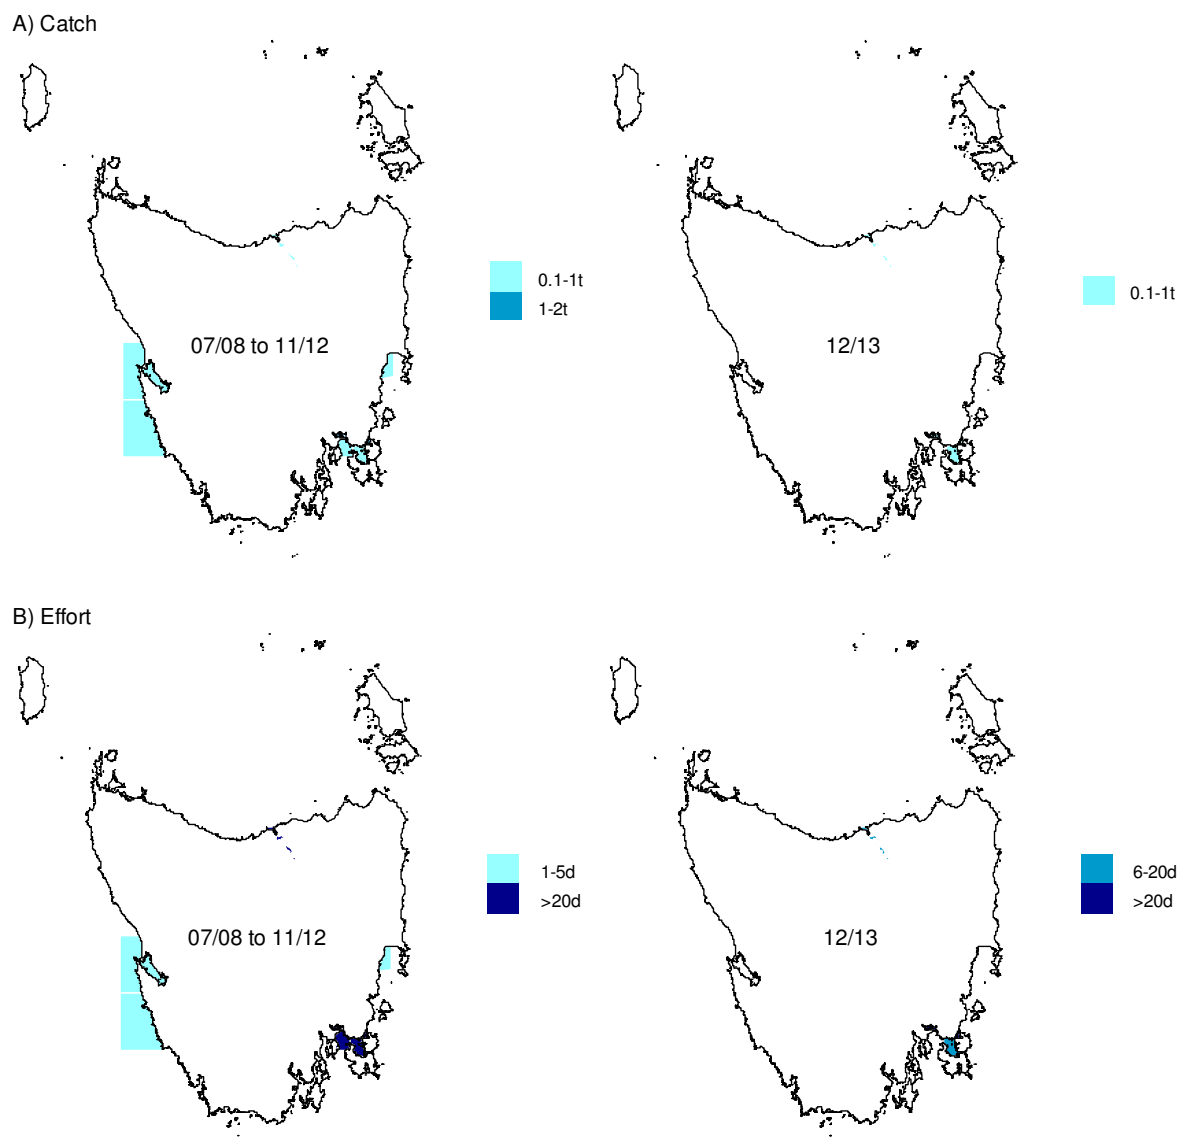 A) Catch
0.1-1t
1-2t
07/08 to 11/12
0.1-1t
12/13
B) Effort
1-5d
>20d
07/08 to 11/12
6-20d
>20d
12/13